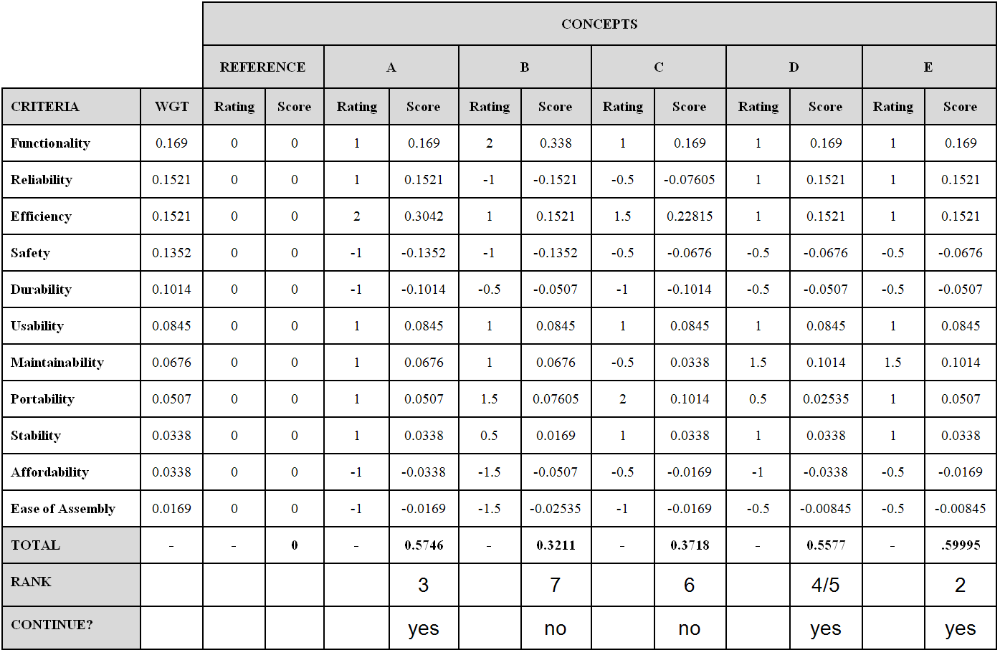 CONCEPTS
REFERENCE A B C D E
CRITERIA WGT Rating Score Rating Score Rating Score Rating Score Rating Score Rating Score
Functionality 0.169 0 0 1 0.169 2 0.338 1 0.169 1 0.169 1 0.169
Reliability 0.1521 0 0 1 0.1521 -1 -0.1521 -0.5 -0.07605 1 0.1521 1 0.1521
Efficiency 0.1521 0 0 2 0.3042 1 0.1521 1.5 0.22815 1 0.1521 1 0.1521
Safety 0.1352 0 0 -1 -0.1352 -1 -0.1352 -0.5 -0.0676 -0.5 -0.0676 -0.5 -0.0676
Durability 0.1014 0 0 -1 -0.1014 -0.5 -0.0507 -1 -0.1014 -0.5 -0.0507 -0.5 -0.0507
Usability 0.0845 0 0 1 0.0845 1 0.0845 1 0.0845 1 0.0845 1 0.0845
Maintainability 0.0676 0 0 1 0.0676 1 0.0676 -0.5 0.0338 1.5 0.1014 1.5 0.1014
Portability 0.0507 0 0 1 0.0507 1.5 0.07605 2 0.1014 0.5 0.02535 1 0.0507
Stability 0.0338 0 0 1 0.0338 0.5 0.0169 1 0.0338 1 0.0338 1 0.0338
Affordability 0.0338 0 0 -1 -0.0338 -1.5 -0.0507 -0.5 -0.0169 -1 -0.0338 -0.5 -0.0169
Ease of Assembly 0.0169 0 0 -1 -0.0169 -1.5 -0.02535 -1 -0.0169 -0.5 -0.00845 -0.5 -0.00845
TOTAL - - 0 - 0.5746 - 0.3211 - 0.3718 - 0.5577 - .59995
RANK 3 7 6 4/5 2
CONTINUE? yes no no yes yes